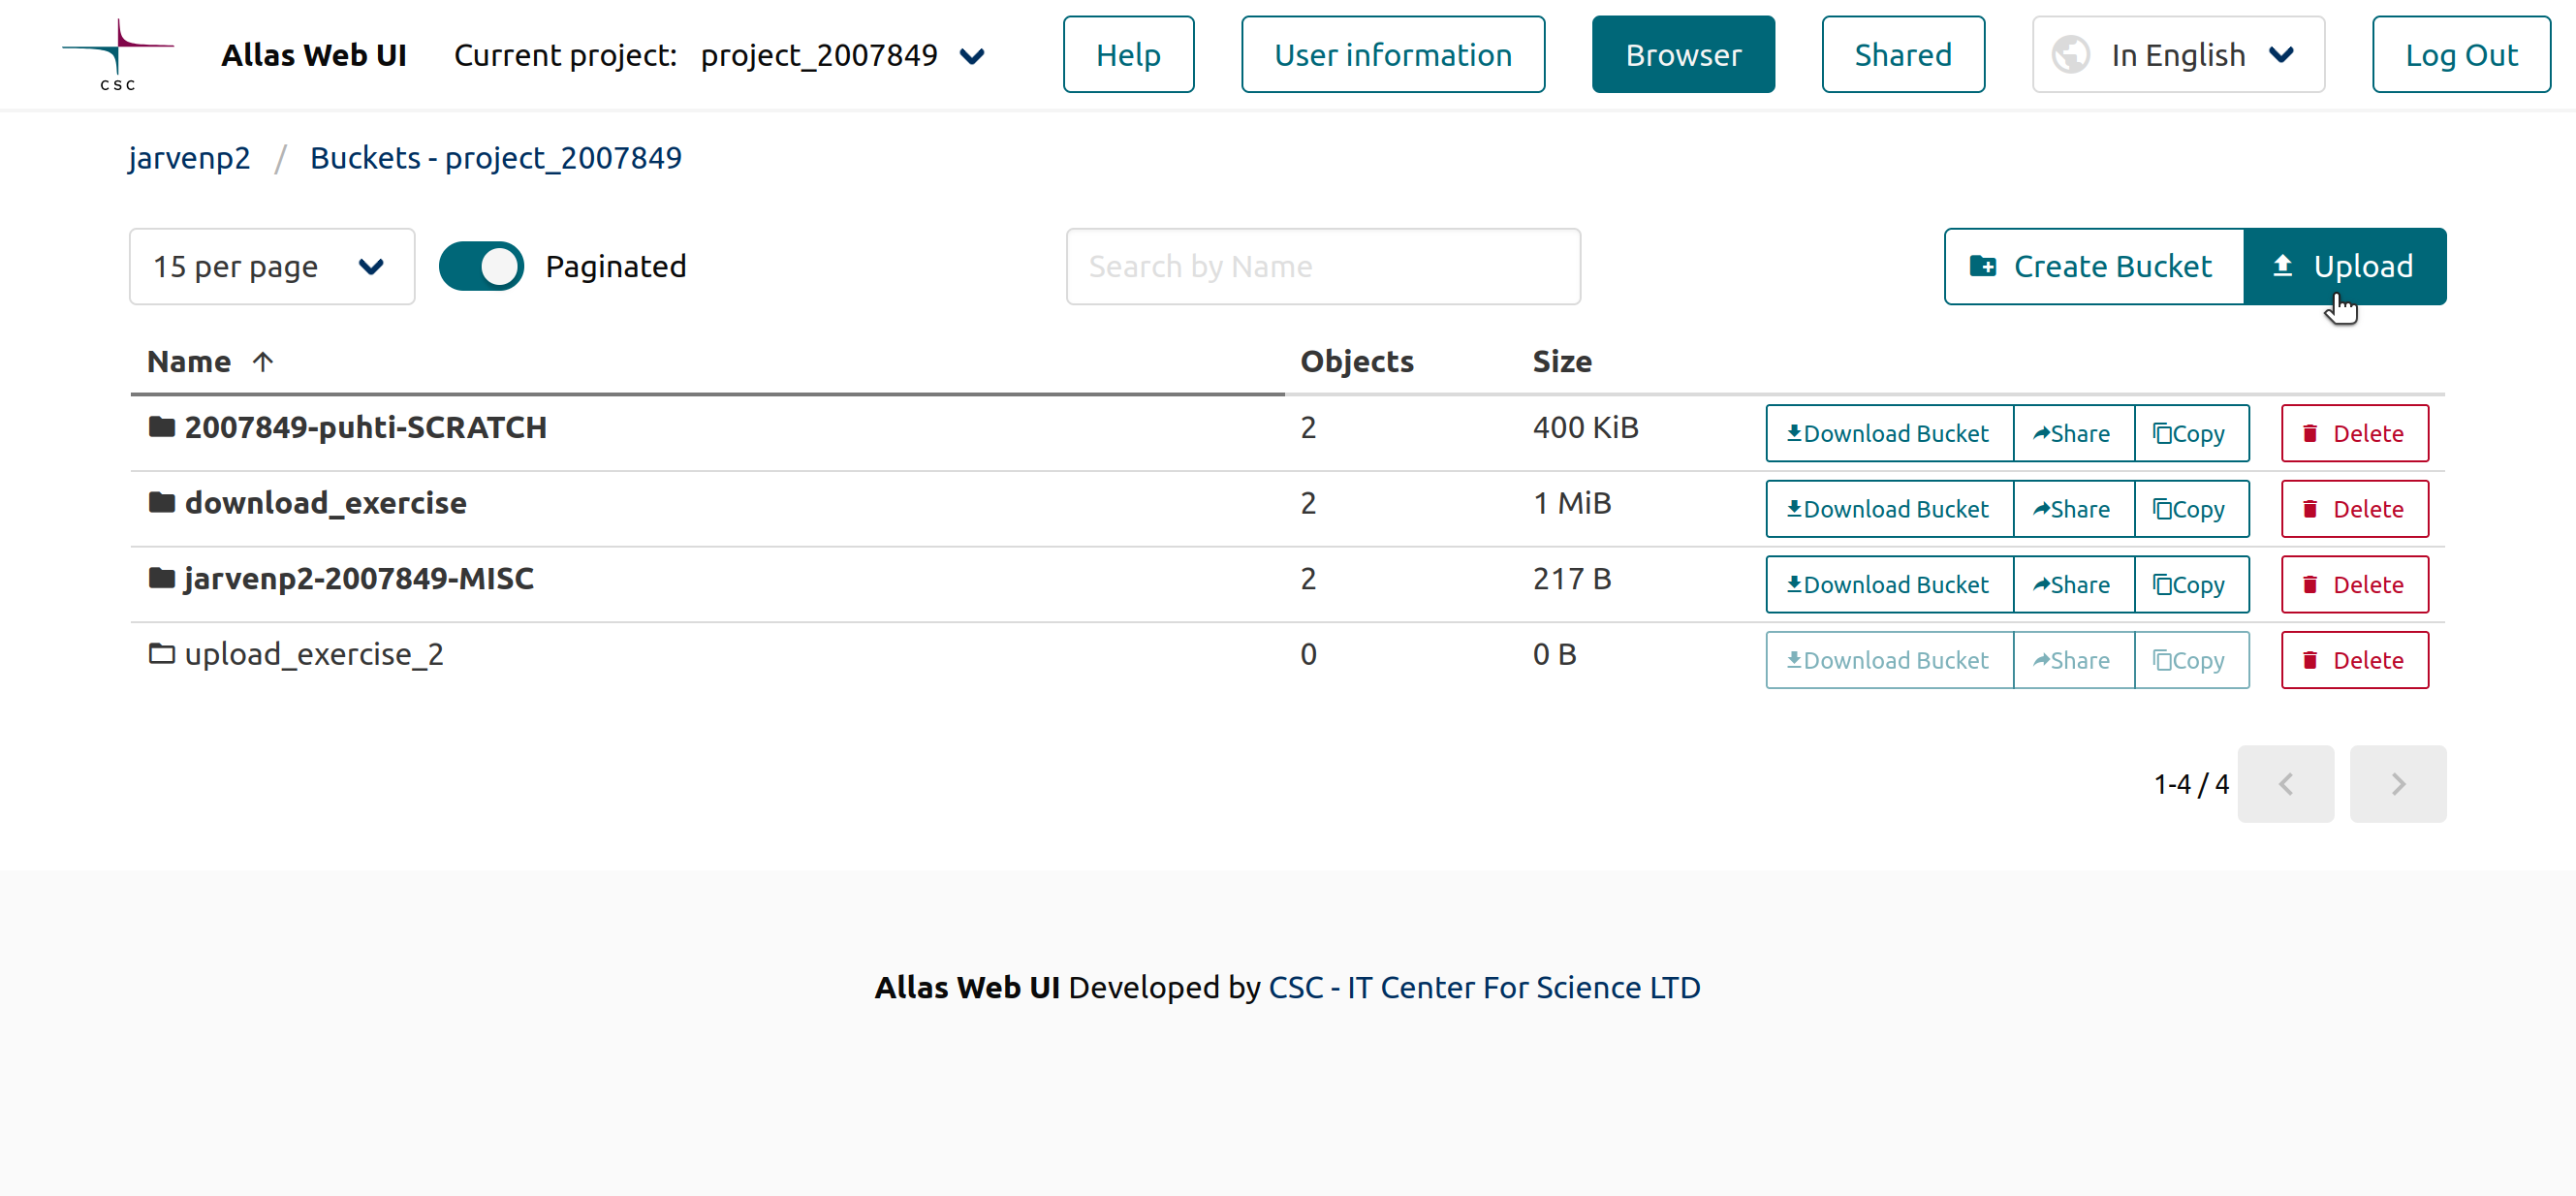 CSC
Allas Web UI Current project: project_2007849 Help User information Browser Shared In English Log Out
jarvenp2 / Buckets - project_2007849
15 per page Paginated Search by Name Create Bucket Upload
Name Objects Size
2007849-puhti-SCRATCH 2 400 KiB Download Bucket Share Copy Delete
download_exercise 2 1 MiB Download Bucket Share Copy Delete
jarvenp2-2007849-MISC 2 217 B Download Bucket Share Copy Delete
upload_exercise_2 0 0 B Download Bucket Share Copy Delete
1-4 / 4
Allas Web UI Developed by CSC - IT Center For Science LTD